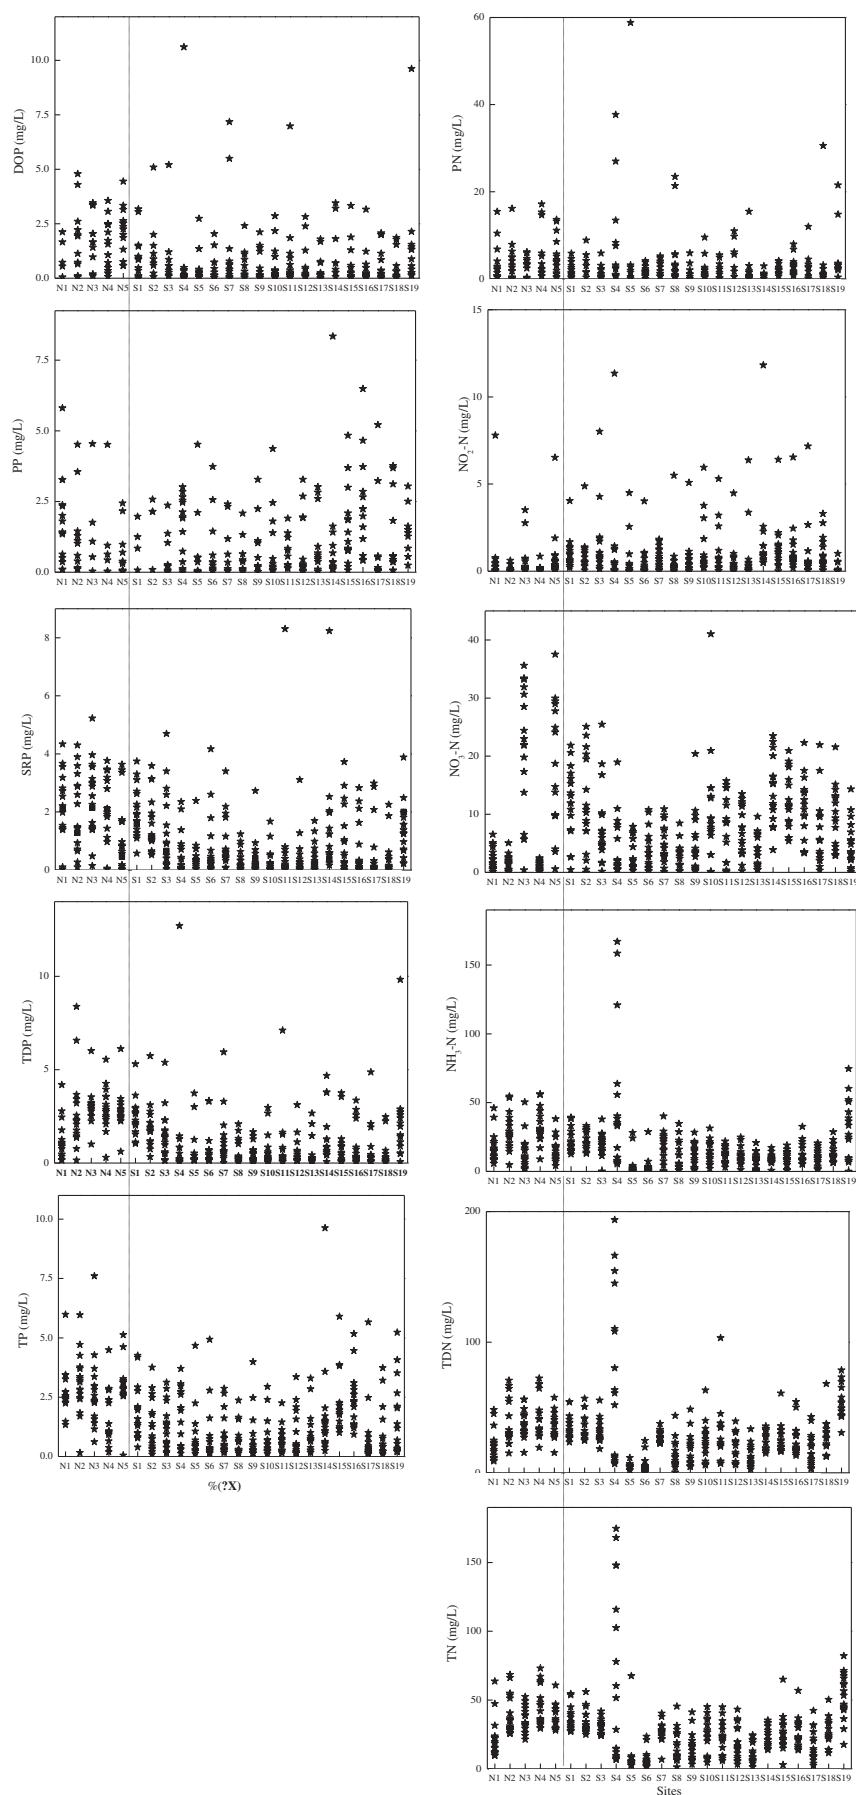 DOP (mg/L)
10.0
7.5
5.0
2.5
0.0
N1 N2 N3 N4 N5 S1 S2 S3 S4 S5 S6 S7 S8 S9 S10 S11 S12 S13 S14 S15 S16 S17 S18 S19
PP (mg/L)
7.5
5.0
2.5
0.0
N1 N2 N3 N4 N5 S1 S2 S3 S4 S5 S6 S7 S8 S9 S10 S11 S12 S13 S14 S15 S16 S17 S18 S19
SRP (mg/L)
8
6
4
2
0
N1 N2 N3 N4 N5 S1 S2 S3 S4 S5 S6 S7 S8 S9 S10 S11 S12 S13 S14 S15 S16 S17 S18 S19
TDP (mg/L)
10
5
0
N1 N2 N3 N4 N5 S1 S2 S3 S4 S5 S6 S7 S8 S9 S10 S11 S12 S13 S14 S15 S16 S17 S18 S19
TP (mg/L)
10.0
7.5
5.0
2.5
0.0
N1 N2 N3 N4 N5 S1 S2 S3 S4 S5 S6 S7 S8 S9 S10 S11 S12 S13 S14 S15 S16 S17 S18 S19
%(?X)
PN (mg/L)
60
40
20
0
N1 N2 N3 N4 N5 S1 S2 S3 S4 S5 S6 S7 S8 S9 S10 S11 S12 S13 S14 S15 S16 S17 S18 S19
NO2-N (mg/L)
15
10
5
0
N1 N2 N3 N4 N5 S1 S2 S3 S4 S5 S6 S7 S8 S9 S10 S11 S12 S13 S14 S15 S16 S17 S18 S19
NO3-N (mg/L)
40
30
20
10
0
N1 N2 N3 N4 N5 S1 S2 S3 S4 S5 S6 S7 S8 S9 S10 S11 S12 S13 S14 S15 S16 S17 S18 S19
NH3-N (mg/L)
150
100
50
0
N1 N2 N3 N4 N5 S1 S2 S3 S4 S5 S6 S7 S8 S9 S10 S11 S12 S13 S14 S15 S16 S17 S18 S19
TDN (mg/L)
200
100
0
N1 N2 N3 N4 N5 S1 S2 S3 S4 S5 S6 S7 S8 S9 S10 S11 S12 S13 S14 S15 S16 S17 S18 S19
TN (mg/L)
150
100
50
0
N1 N2 N3 N4 N5 S1 S2 S3 S4 S5 S6 S7 S8 S9 S10 S11 S12 S13 S14 S15 S16 S17 S18 S19
Sites